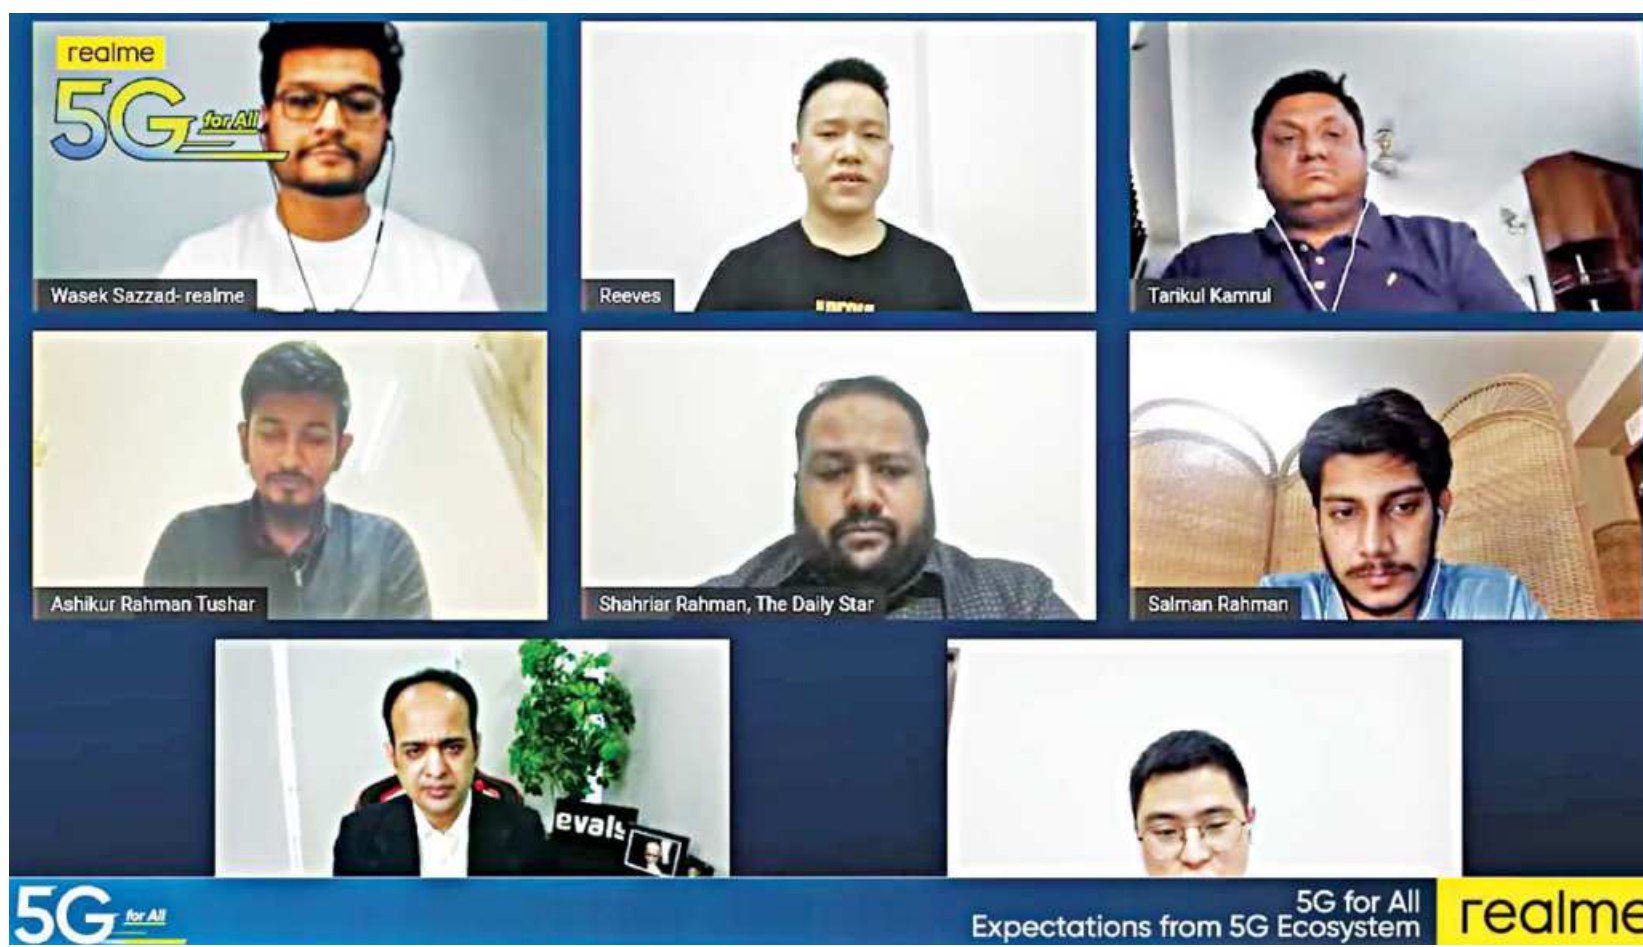 realme
5G for All
Wasek Sazzad- realme
Reeves
Tarikul Kamrul
Ashikur Rahman Tushar
Shahriar Rahman, The Daily Star
Salman Rahman
evaly
5G for All
5G for All
Expectations from 5G Ecosystem
realme